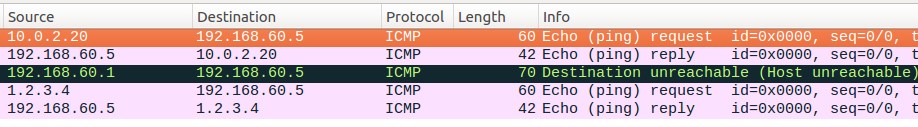 Source Destination Protocol Length Info
10.0.2.20 192.168.60.5 ICMP 60 Echo (ping) request id=0x0000, seq=0/0, t
192.168.60.5 10.0.2.20 ICMP 42 Echo (ping) reply id=0x0000, seq=0/0, t
192.168.60.1 192.168.60.5 ICMP 70 Destination unreachable (Host unreachable)
1.2.3.4 192.168.60.5 ICMP 60 Echo (ping) request id=0x0000, seq=0/0, t
192.168.60.5 1.2.3.4 ICMP 42 Echo (ping) reply id=0x0000, seq=0/0, t